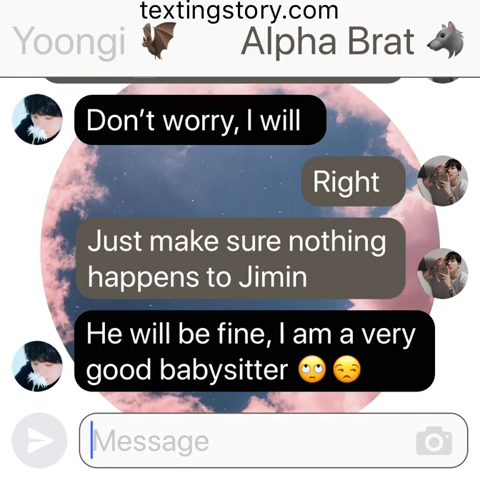 textingstory.com
Yoongi 🦇 Alpha Brat 🐺
Don’t worry, I will
Right
Just make sure nothing
happens to Jimin
He will be fine, I am a very
good babysitter 🙄😒
Message